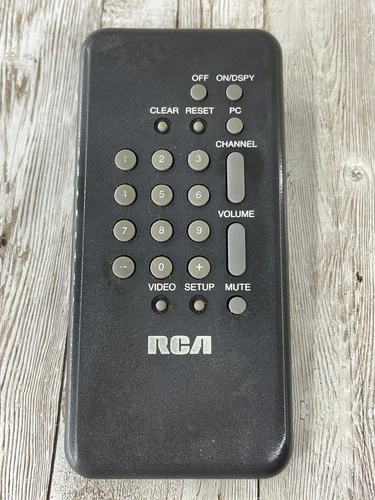 OFF ON/DSPY
CLEAR RESET PC
CHANNEL
1 2 3
4 5 6
VOLUME
7 8 9
- 0 +
VIDEO SETUP MUTE
RCA